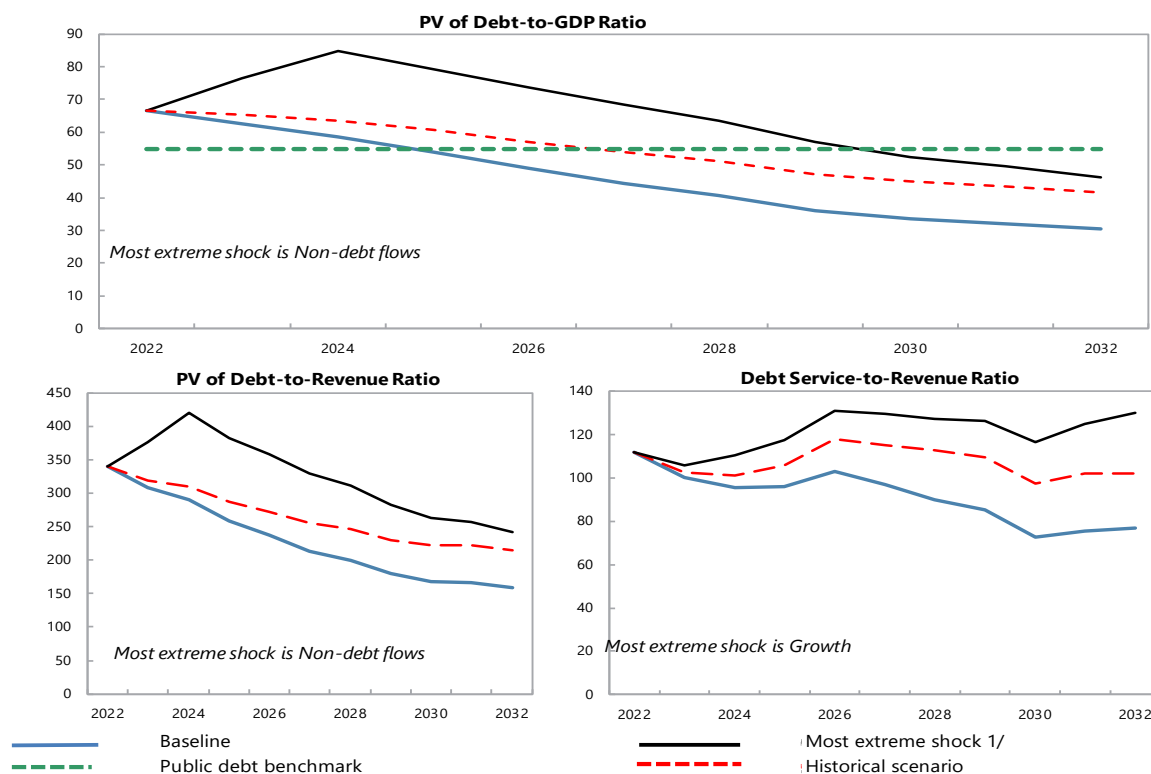 PV of Debt-to-GDP Ratio
90
80
70
60
50
40
30
20
10
0
Most extreme shock is Non-debt flows
2022 2024 2026 2028 2030 2032
PV of Debt-to-Revenue Ratio
450
400
350
300
250
200
150
100
50
0
Most extreme shock is Non-debt flows
2022 2024 2026 2028 2030 2032
Debt Service-to-Revenue Ratio
140
120
100
80
60
40
20
0
Most extreme shock is Growth
2022 2024 2026 2028 2030 2032
Baseline
Public debt benchmark
Most extreme shock 1/
Historical scenario